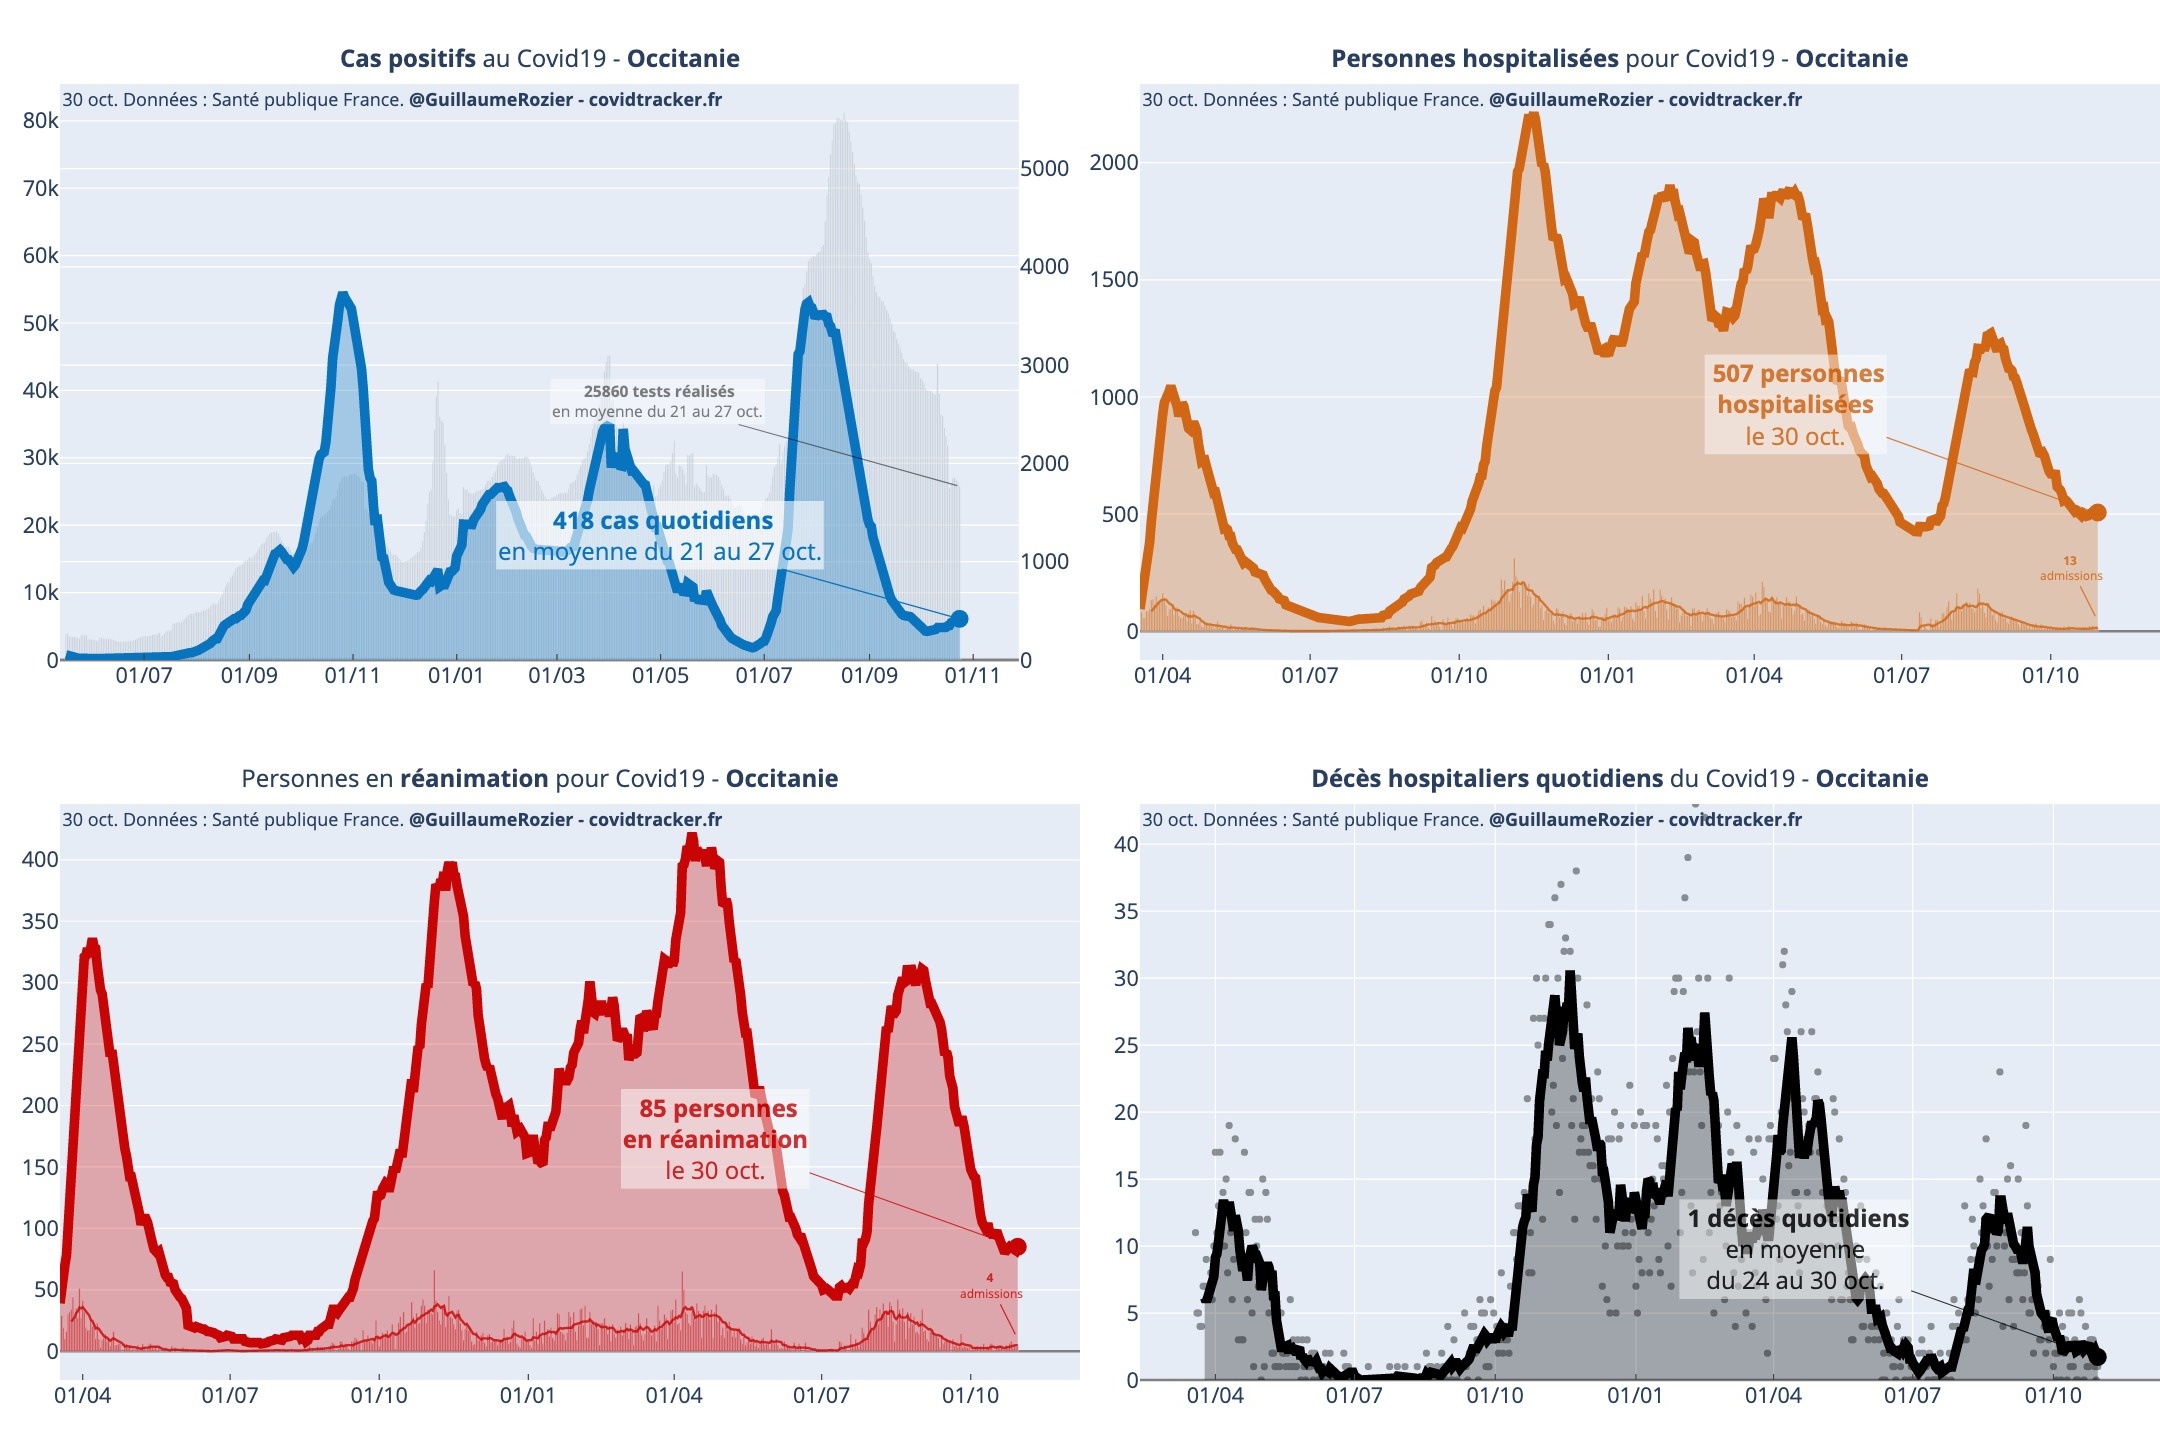 Cas positifs au Covid19 - Occitanie
30 oct. Données : Santé publique France. @GuillaumeRozier - covidtracker.fr
80k
70k
60k
50k
40k
30k
20k
10k
0
5000
4000
3000
2000
1000
0
25860 tests réalisés
en moyenne du 21 au 27 oct.
418 cas quotidiens
en moyenne du 21 au 27 oct.
01/07 01/09 01/11 01/01 01/03 01/05 01/07 01/09 01/11
Personnes hospitalisées pour Covid19 - Occitanie
30 oct. Données : Santé publique France. @GuillaumeRozier - covidtracker.fr
2000
1500
1000
500
0
507 personnes
hospitalisées
le 30 oct.
13
admissions
01/04 01/07 01/10 01/01 01/04 01/07 01/10
Personnes en réanimation pour Covid19 - Occitanie
30 oct. Données : Santé publique France. @GuillaumeRozier - covidtracker.fr
400
350
300
250
200
150
100
50
0
85 personnes
en réanimation
le 30 oct.
4
admissions
01/04 01/07 01/10 01/01 01/04 01/07 01/10
Décès hospitaliers quotidiens du Covid19 - Occitanie
30 oct. Données : Santé publique France. @GuillaumeRozier - covidtracker.fr
40
35
30
25
20
15
10
5
0
1 décès quotidiens
en moyenne
du 24 au 30 oct.
01/04 01/07 01/10 01/01 01/04 01/07 01/10